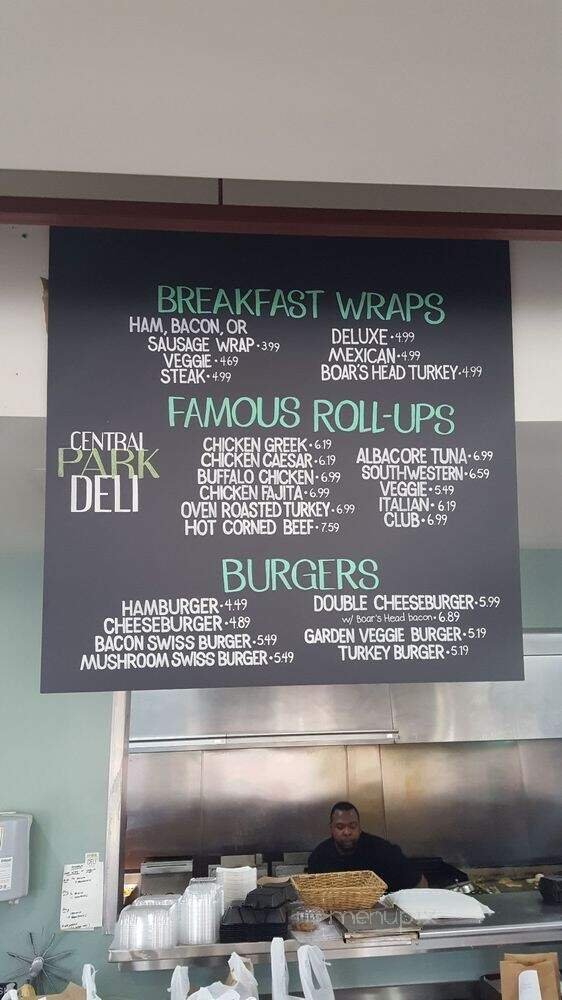 BREAKFAST WRAPS
HAM, BACON, OR
SAUSAGE WRAP • 3.99
VEGGIE • 4.69
STEAK • 4.99
DELUXE • 4.99
MEXICAN • 4.99
BOAR'S HEAD TURKEY • 4.99
FAMOUS ROLL-UPS
CENTRAL
PARK
DELI
CHICKEN GREEK • 6.19
CHICKEN CAESAR • 6.19
BUFFALO CHICKEN • 6.99
CHICKEN FAJITA • 6.99
OVEN ROASTED TURKEY • 6.99
HOT CORNED BEEF • 7.59
ALBACORE TUNA • 6.99
SOUTHWESTERN • 6.59
VEGGIE • 5.49
ITALIAN • 6.19
CLUB • 6.99
BURGERS
HAMBURGER • 4.49
CHEESEBURGER • 4.89
BACON SWISS BURGER • 5.49
MUSHROOM SWISS BURGER • 5.49
DOUBLE CHEESEBURGER • 5.99
w/ Boar's Head bacon • 6.89
GARDEN VEGGIE BURGER • 5.19
TURKEY BURGER • 5.19